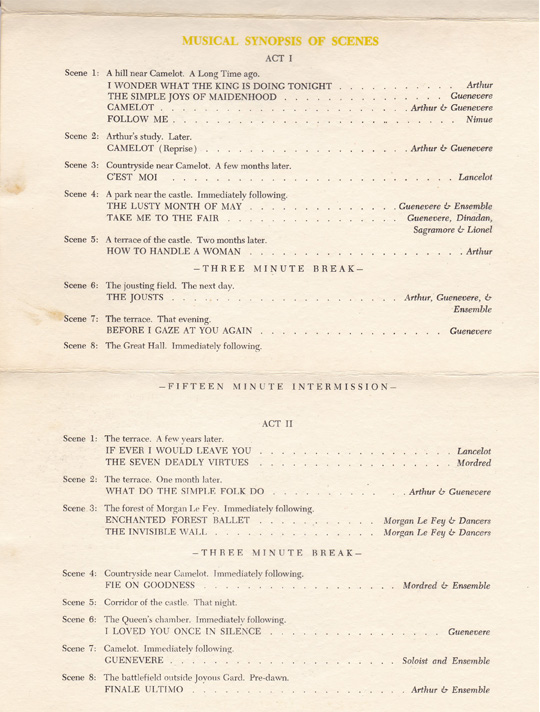 MUSICAL SYNOPSIS OF SCENES
ACT I
Scene 1: A hill near Camelot. A Long Time ago.
I WONDER WHAT THE KING IS DOING TONIGHT . . . . . . . . . . . Arthur
THE SIMPLE JOYS OF MAIDENHOOD . . . . . . . . . . . . . . . Guenevere
CAMELOT . . . . . . . . . . . . . . . . . . . . . . . Arthur & Guenevere
FOLLOW ME . . . . . . . . . . . . . . . . . . . . . . . . . . Nimue
Scene 2: Arthur's study. Later.
CAMELOT (Reprise) . . . . . . . . . . . . . . . . . . . Arthur & Guenevere
Scene 3: Countryside near Camelot. A few months later.
C'EST MOI . . . . . . . . . . . . . . . . . . . . . . . . . Lancelot
Scene 4: A park near the castle. Immediately following.
THE LUSTY MONTH OF MAY . . . . . . . . . . . . . . Guenevere & Ensemble
TAKE ME TO THE FAIR . . . . . . . . . . . . . . . . . Guenevere, Dinadan,
Sagramore & Lionel
Scene 5: A terrace of the castle. Two months later.
HOW TO HANDLE A WOMAN . . . . . . . . . . . . . . . . . . . . Arthur
—THREE MINUTE BREAK—
Scene 6: The jousting field. The next day.
THE JOUSTS . . . . . . . . . . . . . . . . . . . . . Arthur, Guenevere, &
Ensemble
Scene 7: The terrace. That evening.
BEFORE I GAZE AT YOU AGAIN . . . . . . . . . . . . . . . . . Guenevere
Scene 8: The Great Hall. Immediately following.
—FIFTEEN MINUTE INTERMISSION—
ACT II
Scene 1: The terrace. A few years later.
IF EVER I WOULD LEAVE YOU . . . . . . . . . . . . . . . . . . Lancelot
THE SEVEN DEADLY VIRTUES . . . . . . . . . . . . . . . . . . Mordred
Scene 2: The terrace. One month later.
WHAT DO THE SIMPLE FOLK DO . . . . . . . . . . . . . Arthur & Guenevere
Scene 3: The forest of Morgan Le Fey. Immediately following.
ENCHANTED FOREST BALLET . . . . . . . . . . . Morgan Le Fey & Dancers
THE INVISIBLE WALL . . . . . . . . . . . . . . . Morgan Le Fey & Dancers
—THREE MINUTE BREAK—
Scene 4: Countryside near Camelot. Immediately following.
FIE ON GOODNESS . . . . . . . . . . . . . . . . . . Mordred & Ensemble
Scene 5: Corridor of the castle. That night.
Scene 6: The Queen's chamber. Immediately following.
I LOVED YOU ONCE IN SILENCE . . . . . . . . . . . . . . . . Guenevere
Scene 7: Camelot. Immediately following.
GUENEVERE . . . . . . . . . . . . . . . . . . . . . Soloist and Ensemble
Scene 8: The battlefield outside Joyous Gard. Pre-dawn.
FINALE ULTIMO . . . . . . . . . . . . . . . . . . . . Arthur & Ensemble